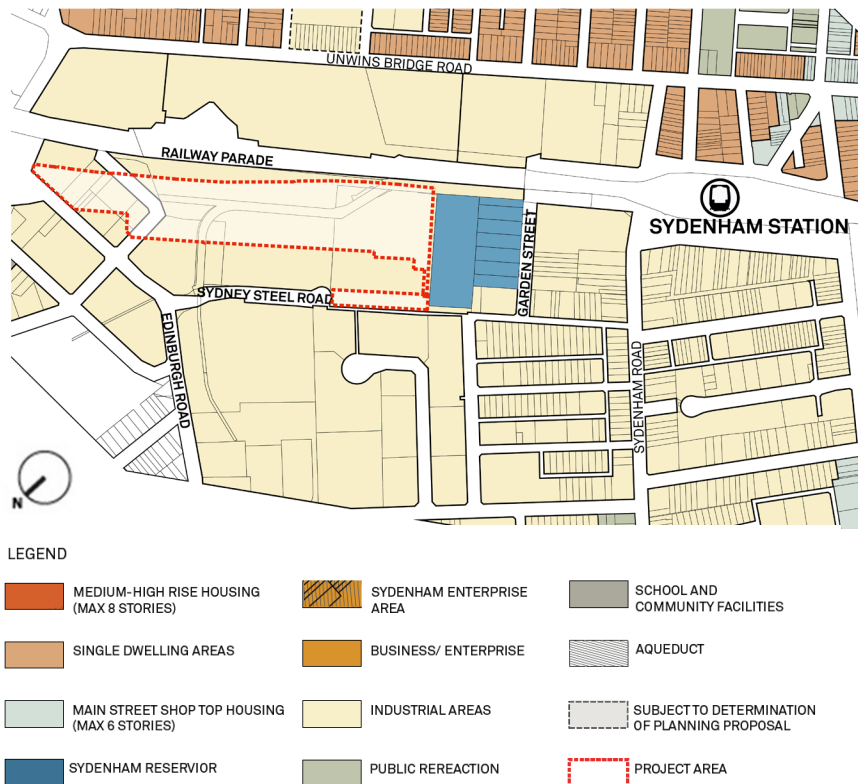 UNWINS BRIDGE ROAD
RAILWAY PARADE
SYDENHAM STATION
GARDEN STREET
SYDNEY STEEL ROAD
EDINBURGH ROAD
SYDENHAM ROAD
N
LEGEND
MEDIUM-HIGH RISE HOUSING
(MAX 8 STORIES)
SYDENHAM ENTERPRISE
AREA
SCHOOL AND
COMMUNITY FACILITIES
SINGLE DWELLING AREAS
BUSINESS/ ENTERPRISE
AQUEDUCT
MAIN STREET SHOP TOP HOUSING
(MAX 6 STORIES)
INDUSTRIAL AREAS
SUBJECT TO DETERMINATION
OF PLANNING PROPOSAL
SYDENHAM RESERVIOR
PUBLIC REREACTION
PROJECT AREA